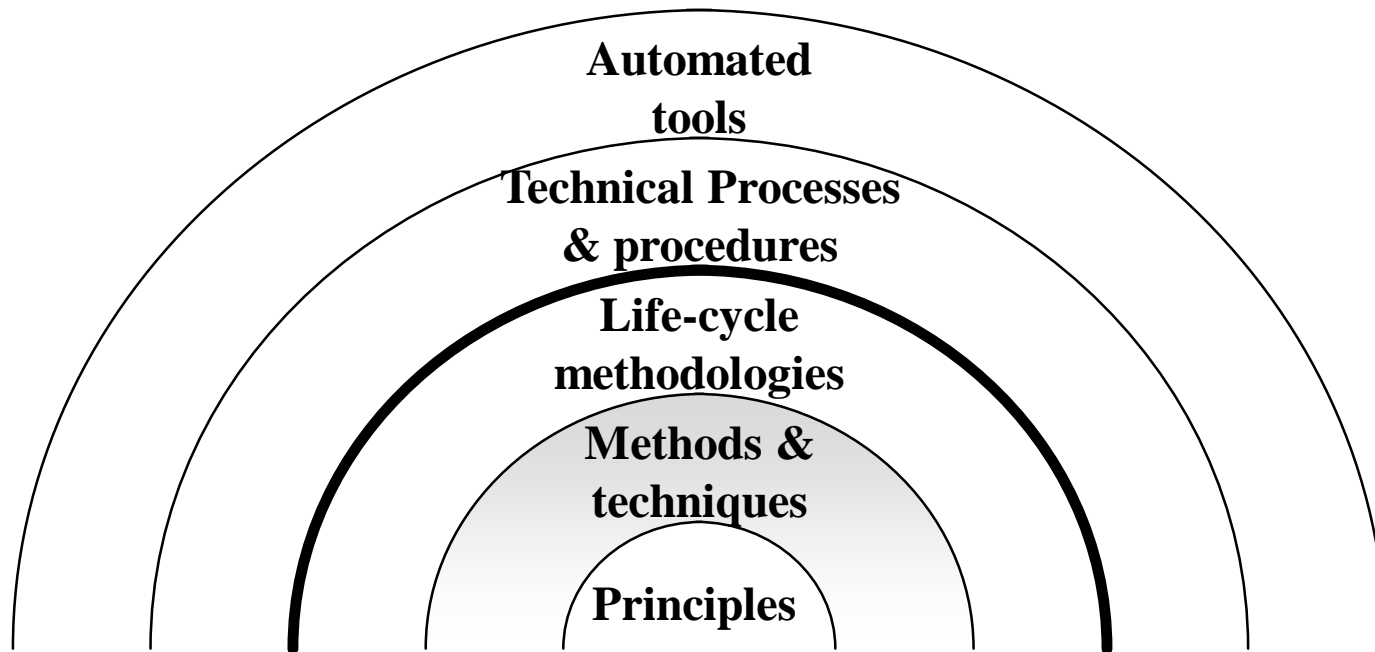 Automated
tools
Technical Processes
& procedures
Life-cycle
methodologies
Methods &
techniques
Principles